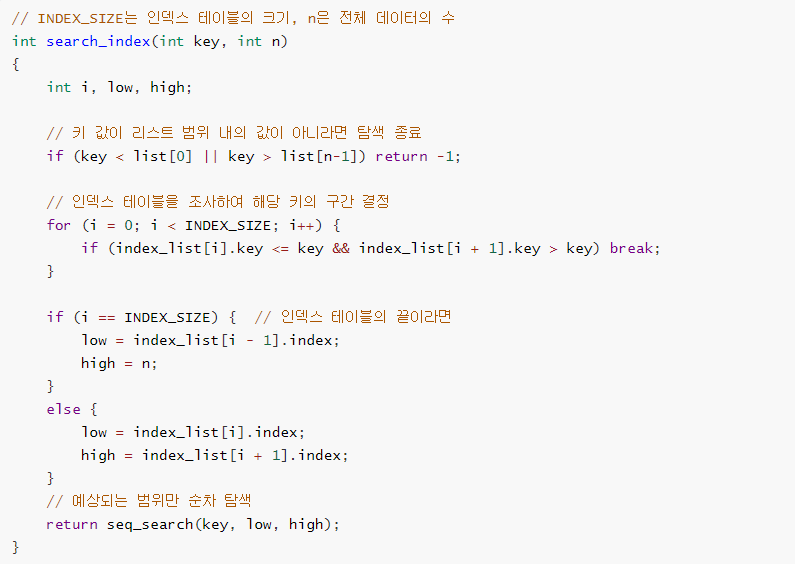 // INDEX_SIZE는 인덱스 테이블의 크기, n은 전체 데이터의 수
int search_index(int key, int n)
{
    int i, low, high;

    // 키 값이 리스트 범위 내의 값이 아니라면 탐색 종료
    if (key < list[0] || key > list[n-1]) return -1;

    // 인덱스 테이블을 조사하여 해당 키의 구간 결정
    for (i = 0; i < INDEX_SIZE; i++) {
        if (index_list[i].key <= key && index_list[i + 1].key > key) break;
    }

    if (i == INDEX_SIZE) {  // 인덱스 테이블의 끝이라면
        low = index_list[i - 1].index;
        high = n;
    }
    else {
        low = index_list[i].index;
        high = index_list[i + 1].index;
    }
    // 예상되는 범위만 순차 탐색
    return seq_search(key, low, high);
}